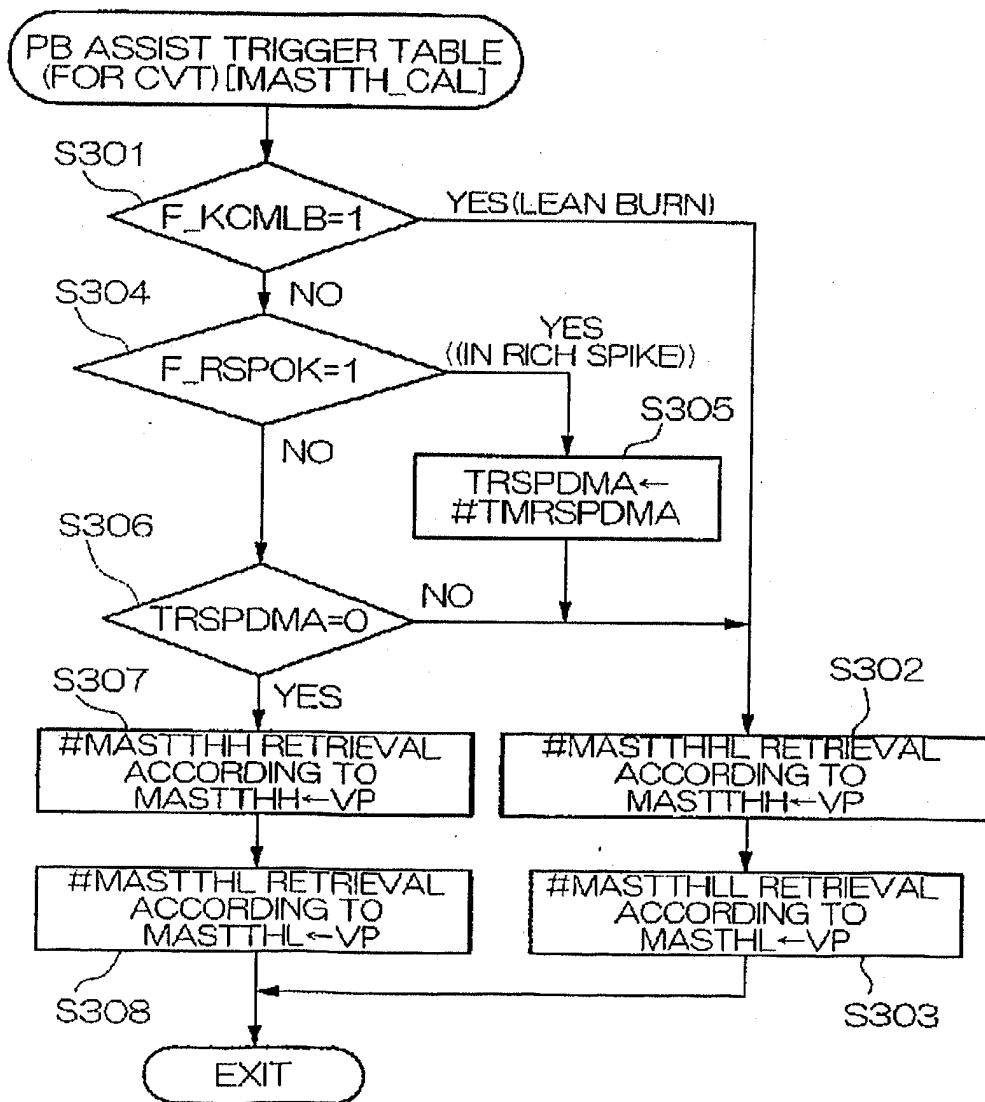 PB ASSIST TRIGGER TABLE
(FOR CVT) [MASTTH_CAL]
S301
F_KCMLB=1
YES(LEAN BURN)
NO
S304
F_RSPOK=1
YES
((IN RICH SPIKE))
NO
S305
TRSPDMA←
#TMRSPDMA
S306
TRSPDMA=0
NO
YES
S307
#MASTTHH RETRIEVAL
ACCORDING TO
MASTTHH←VP
S302
#MASTTHHL RETRIEVAL
ACCORDING TO
MASTTHH←VP
#MASTTHL RETRIEVAL
ACCORDING TO
MASTTHL←VP
S308
#MASTTHLL RETRIEVAL
ACCORDING TO
MASTHL←VP
S303
EXIT